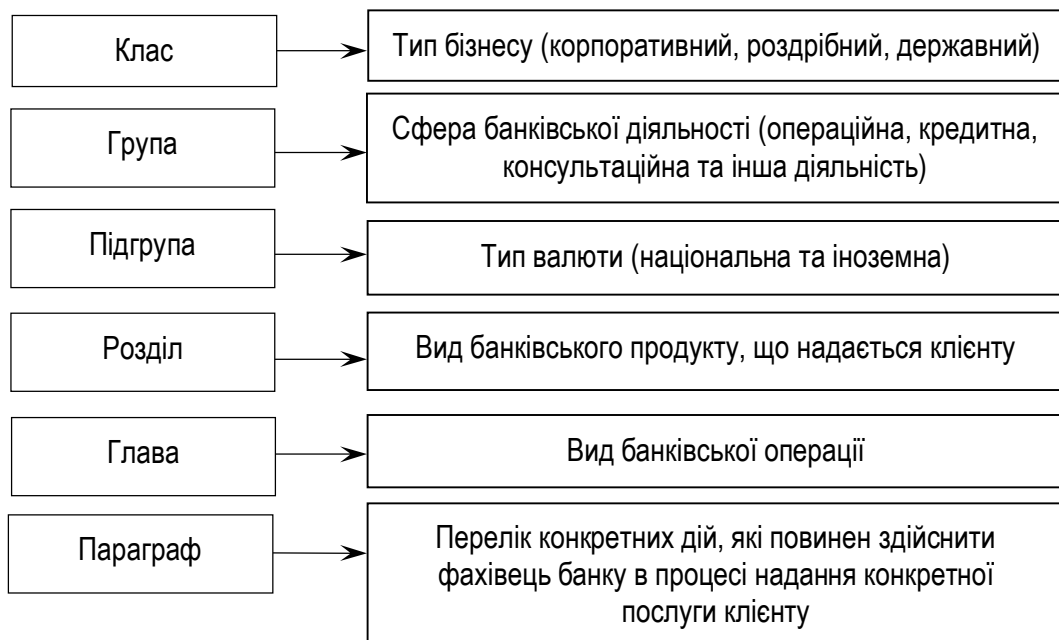 Клас
Тип бізнесу (корпоративний, роздрібний, державний)
Група
Сфера банківської діяльності (операційна, кредитна,
консультаційна та інша діяльність)
Підгрупа
Тип валюти (національна та іноземна)
Розділ
Вид банківського продукту, що надається клієнту
Глава
Вид банківської операції
Параграф
Перелік конкретних дій, які повинен здійснити
фахівець банку в процесі надання конкретної
послуги клієнту